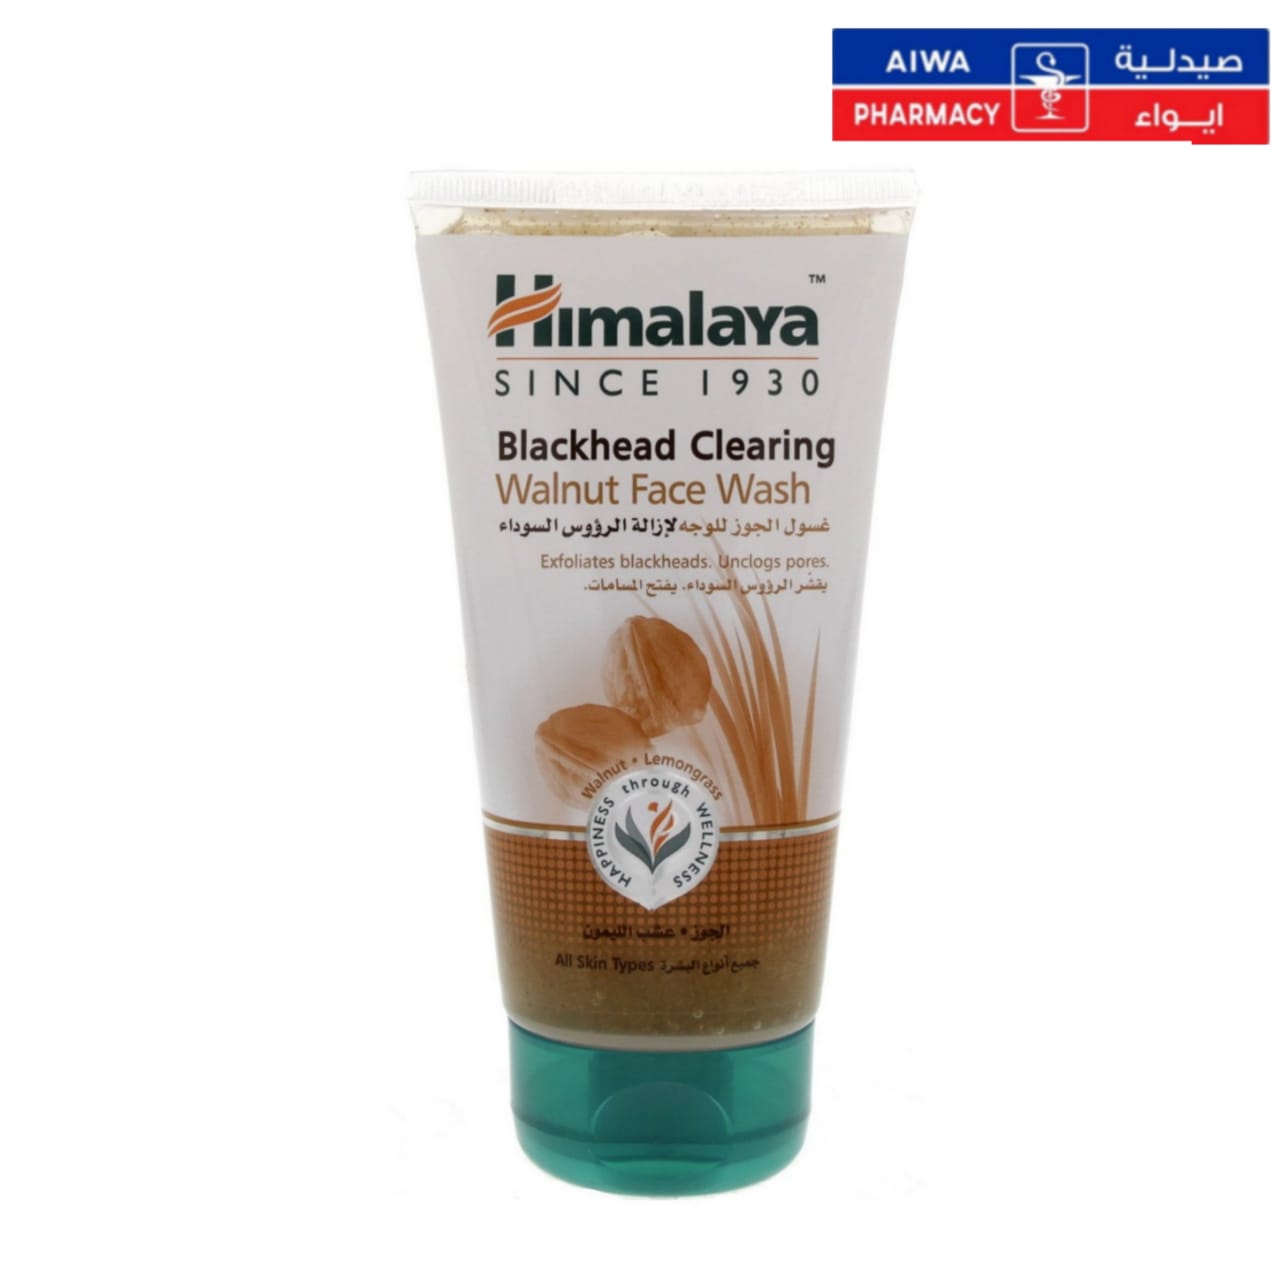 AIWA
PHARMACY
صيدلية
ايواء
Himalaya™
SINCE 1930
Blackhead Clearing
Walnut Face Wash
غسول الجوز للوجه لإزالة الرؤوس السوداء
Exfoliates blackheads. Unclogs pores.
يقشّر الرؤوس السوداء. يفتح المسامات.
Walnut • Lemongrass
HAPPINESS through WELLNESS
الجوز • عشب الليمون
All Skin Types جميع أنواع البشرة